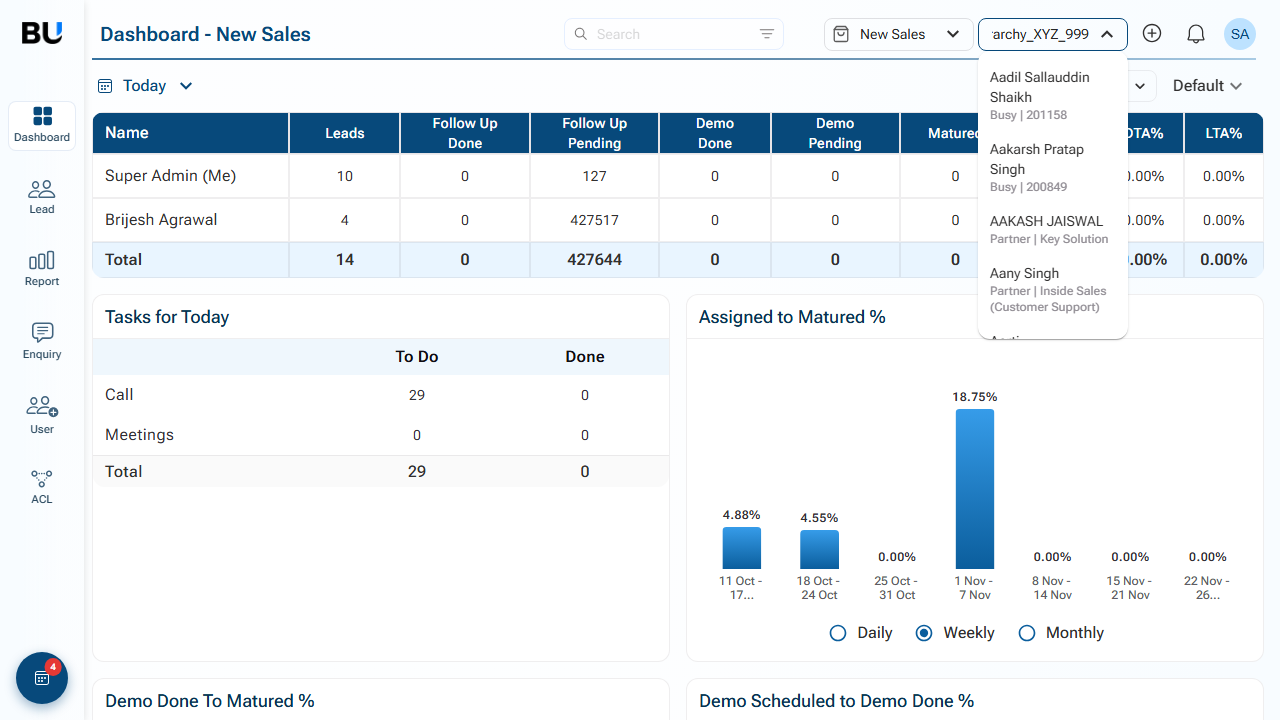 BU
Dashboard - New Sales
Search
New Sales
archy_XYZ_999
SA
Today
Default
Aadil Sallauddin
Shaikh
Busy | 201158
Aakarsh Pratap
Singh
Busy | 200849
AAKASH JAISWAL
Partner | Key Solution
Aany Singh
Partner | Inside Sales
(Customer Support)
Dashboard
Lead
Report
Enquiry
User
ACL
4
Name Leads Follow Up Done Follow Up Pending Demo Done Demo Pending Matured DTA% LTA%
Super Admin (Me) 10 0 127 0 0 0 0.00% 0.00%
Brijesh Agrawal 4 0 427517 0 0 0 0.00% 0.00%
Total 14 0 427644 0 0 0 .00% 0.00%
Tasks for Today
To Do Done
Call 29 0
Meetings 0 0
Total 29 0
Assigned to Matured %
18.75%
4.88%
4.55%
0.00%
0.00%
0.00%
0.00%
11 Oct - 17...
18 Oct - 24 Oct
25 Oct - 31 Oct
1 Nov - 7 Nov
8 Nov - 14 Nov
15 Nov - 21 Nov
22 Nov - 26...
Daily Weekly Monthly
Demo Done To Matured %
Demo Scheduled to Demo Done %